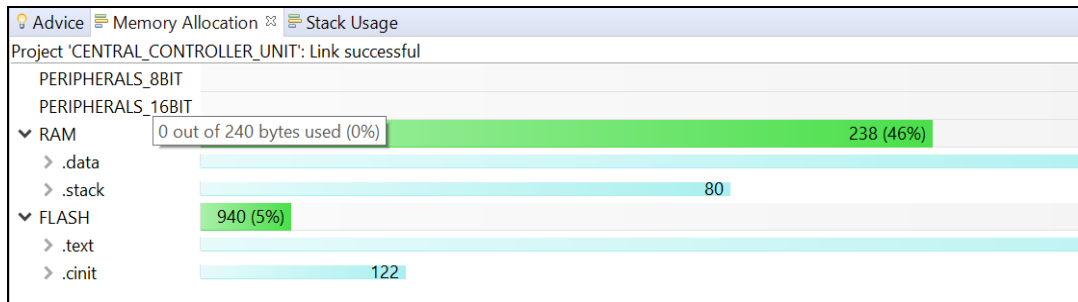 Advice Memory Allocation Stack Usage
Project 'CENTRAL_CONTROLLER_UNIT': Link successful
PERIPHERALS_8BIT
PERIPHERALS_16BIT
0 out of 240 bytes used (0%)
RAM 238 (46%)
.data
.stack 80
FLASH 940 (5%)
.text
.cinit 122